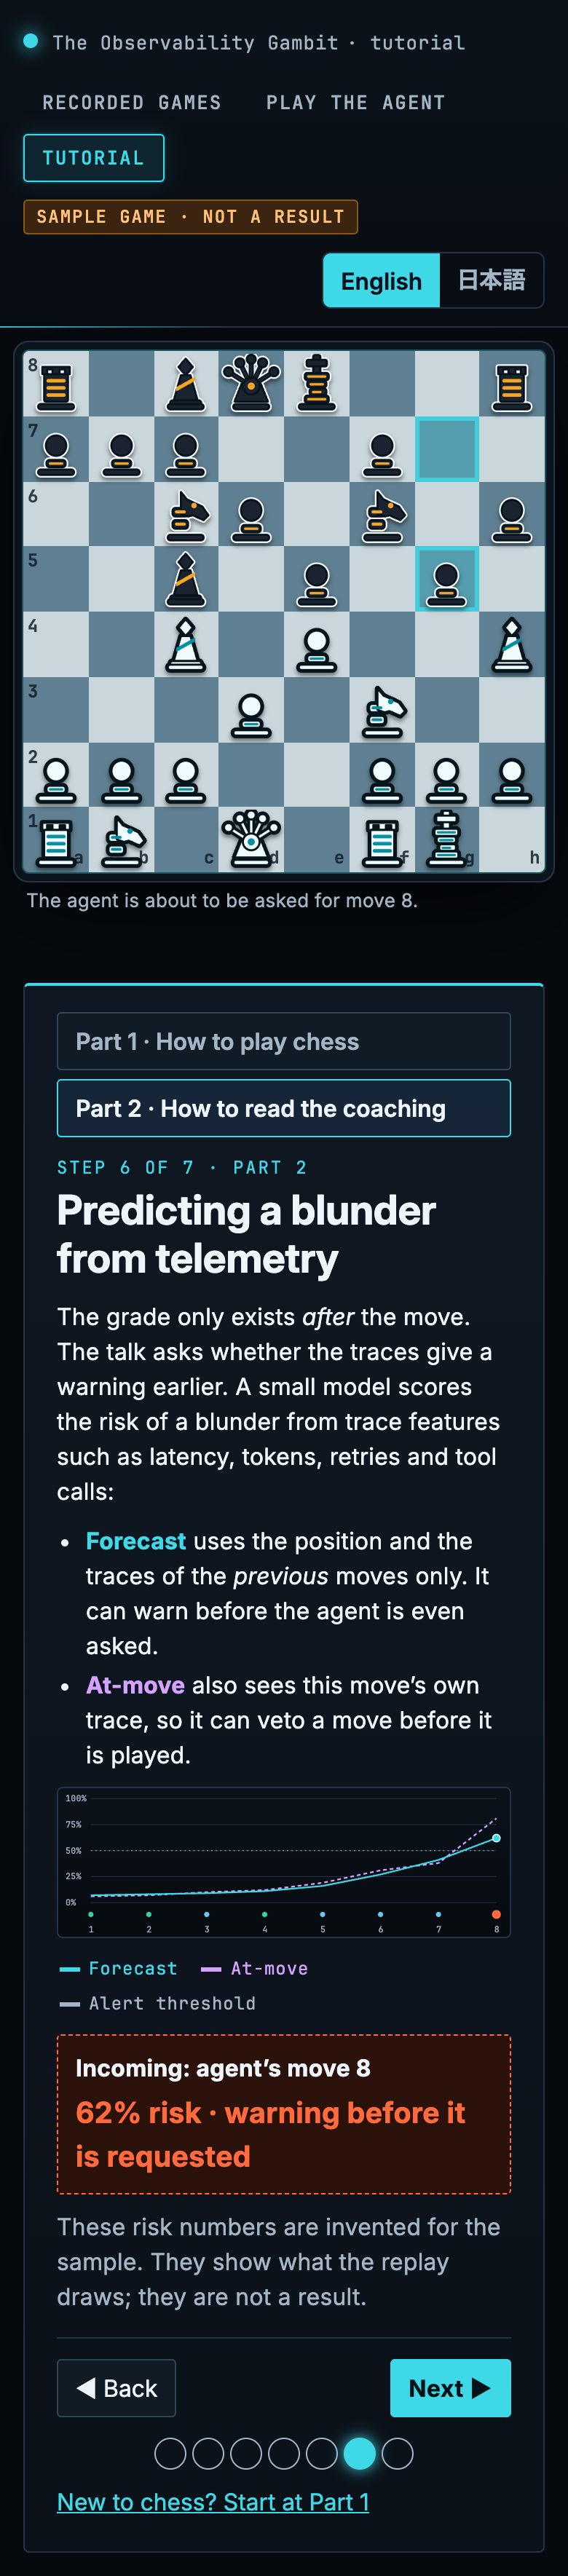 The Observability Gambit · tutorial
RECORDED GAMES PLAY THE AGENT
TUTORIAL
SAMPLE GAME · NOT A RESULT
English 日本語
8
7
6
5
4
3
2
1
a b c d e f g h
The agent is about to be asked for move 8.
Part 1 · How to play chess
Part 2 · How to read the coaching
STEP 6 OF 7 · PART 2
Predicting a blunder
from telemetry
The grade only exists after the move.
The talk asks whether the traces give a
warning earlier. A small model scores
the risk of a blunder from trace features
such as latency, tokens, retries and tool
calls:
• Forecast uses the position and the
traces of the previous moves only. It
can warn before the agent is even
asked.
• At-move also sees this move’s own
trace, so it can veto a move before it
is played.
100%
75%
50%
25%
0%
1 2 3 4 5 6 7 8
Forecast At-move
Alert threshold
Incoming: agent’s move 8
62% risk · warning before it
is requested
These risk numbers are invented for the
sample. They show what the replay
draws; they are not a result.
◀ Back Next ▶
New to chess? Start at Part 1